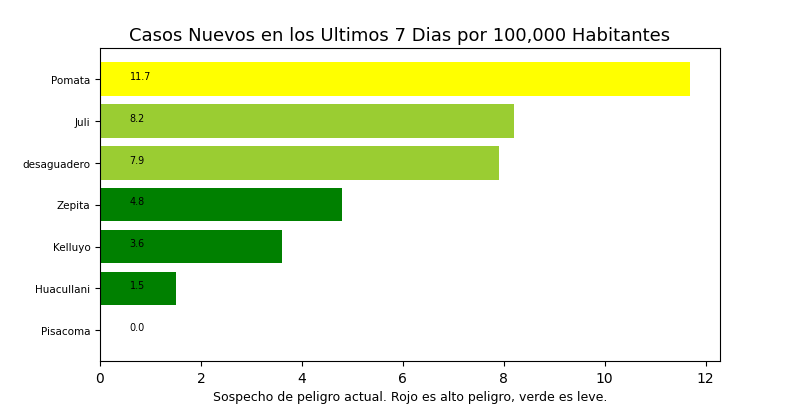 Casos Nuevos en los Ultimos 7 Dias por 100,000 Habitantes
Pomata 11.7
Juli 8.2
desaguadero 7.9
Zepita 4.8
Kelluyo 3.6
Huacullani 1.5
Pisacoma 0.0
0 2 4 6 8 10 12
Sospecho de peligro actual. Rojo es alto peligro, verde es leve.